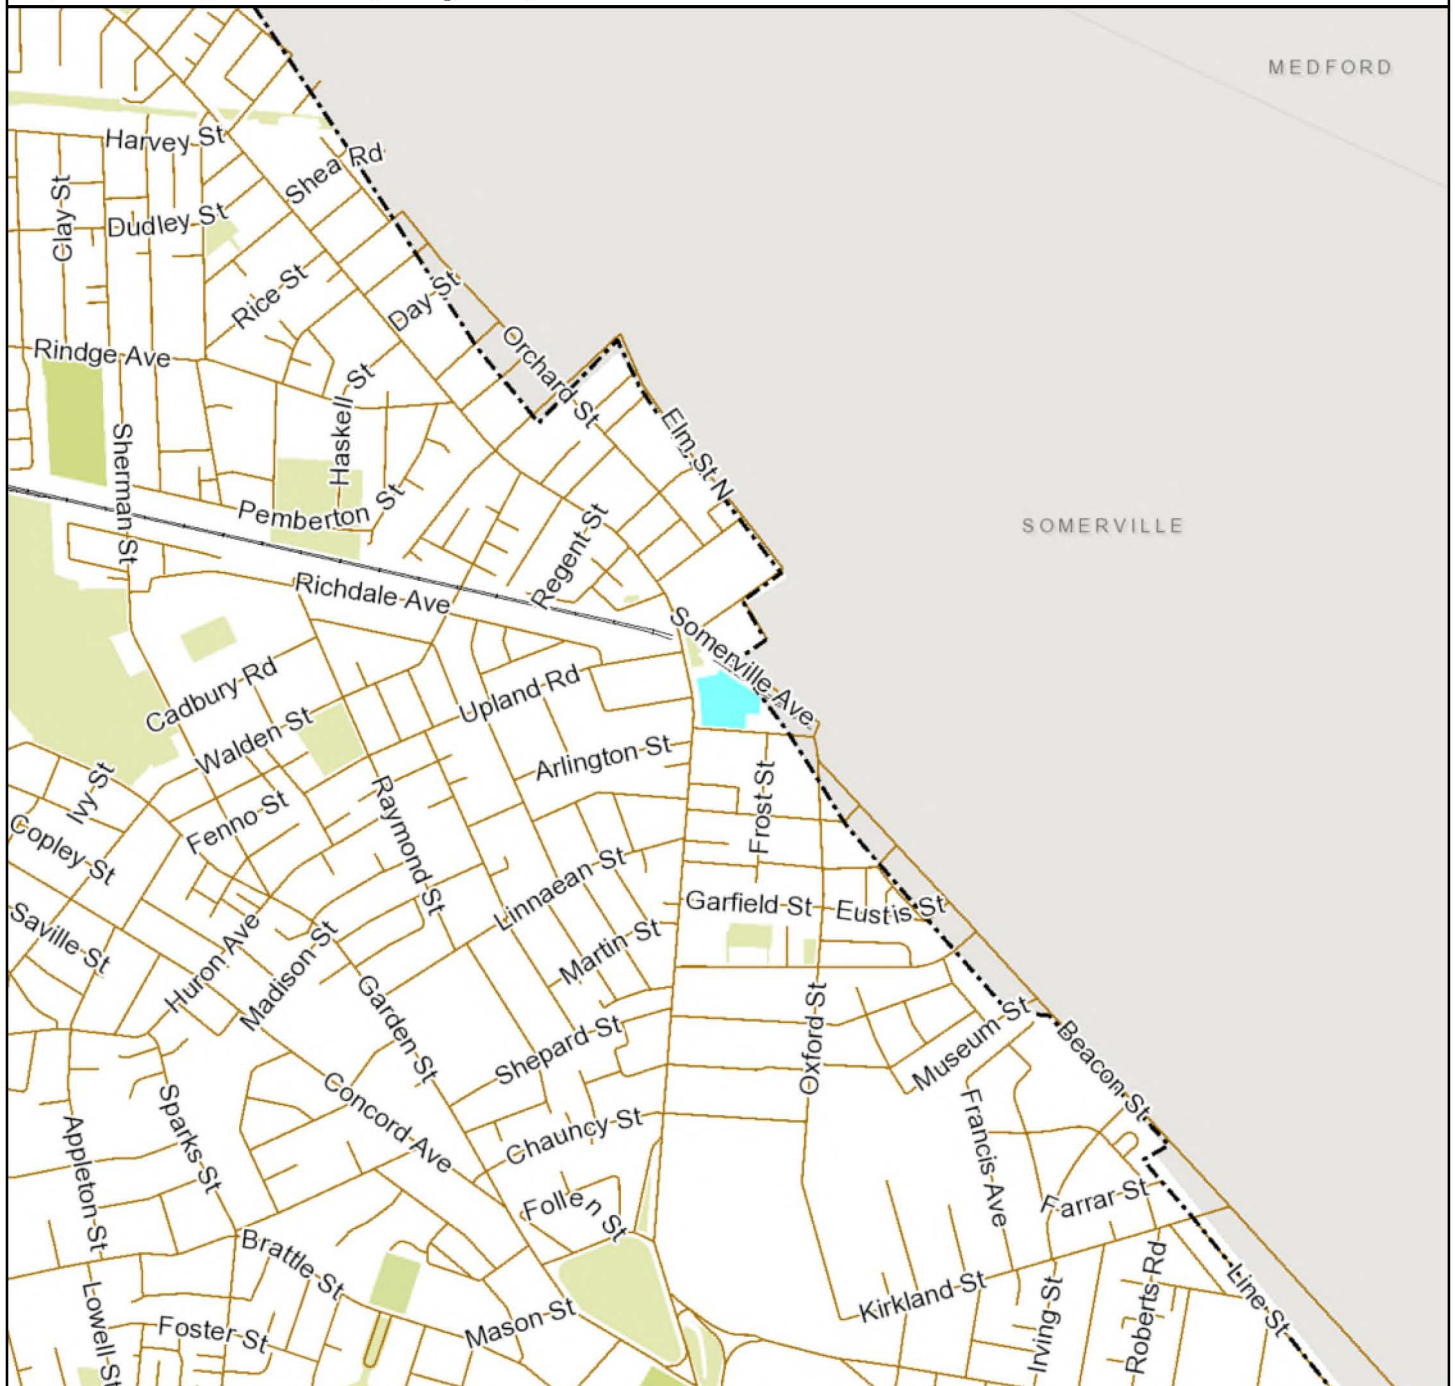 MEDFORD
Harvey St
Shea Rd
Clay St
Dudley St
Rice St
Day St
Orchard St
Rindge Ave
Haskell St
Elm St N
Sherman St
Pemberton St
Regent St
SOMERVILLE
Richdale Ave
Somerville Ave
Cadbury Rd
Upland Rd
Walden St
Arlington St
Ivy St
Frost St
Raymond St
Fenno St
Copley St
Linnaean St
Garfield St
Eustis St
Saville St
Huron Ave
Madison St
Martin St
Garden St
Oxford St
Museum St
Shepard St
Beacon St
Concord Ave
Sparks St
Francis Ave
Appleton St
Chauncy St
Farrar St
Follen St
Brattle St
Kirkland St
Roberts Rd
Line St
Irving St
Lowell St
Foster St
Mason St